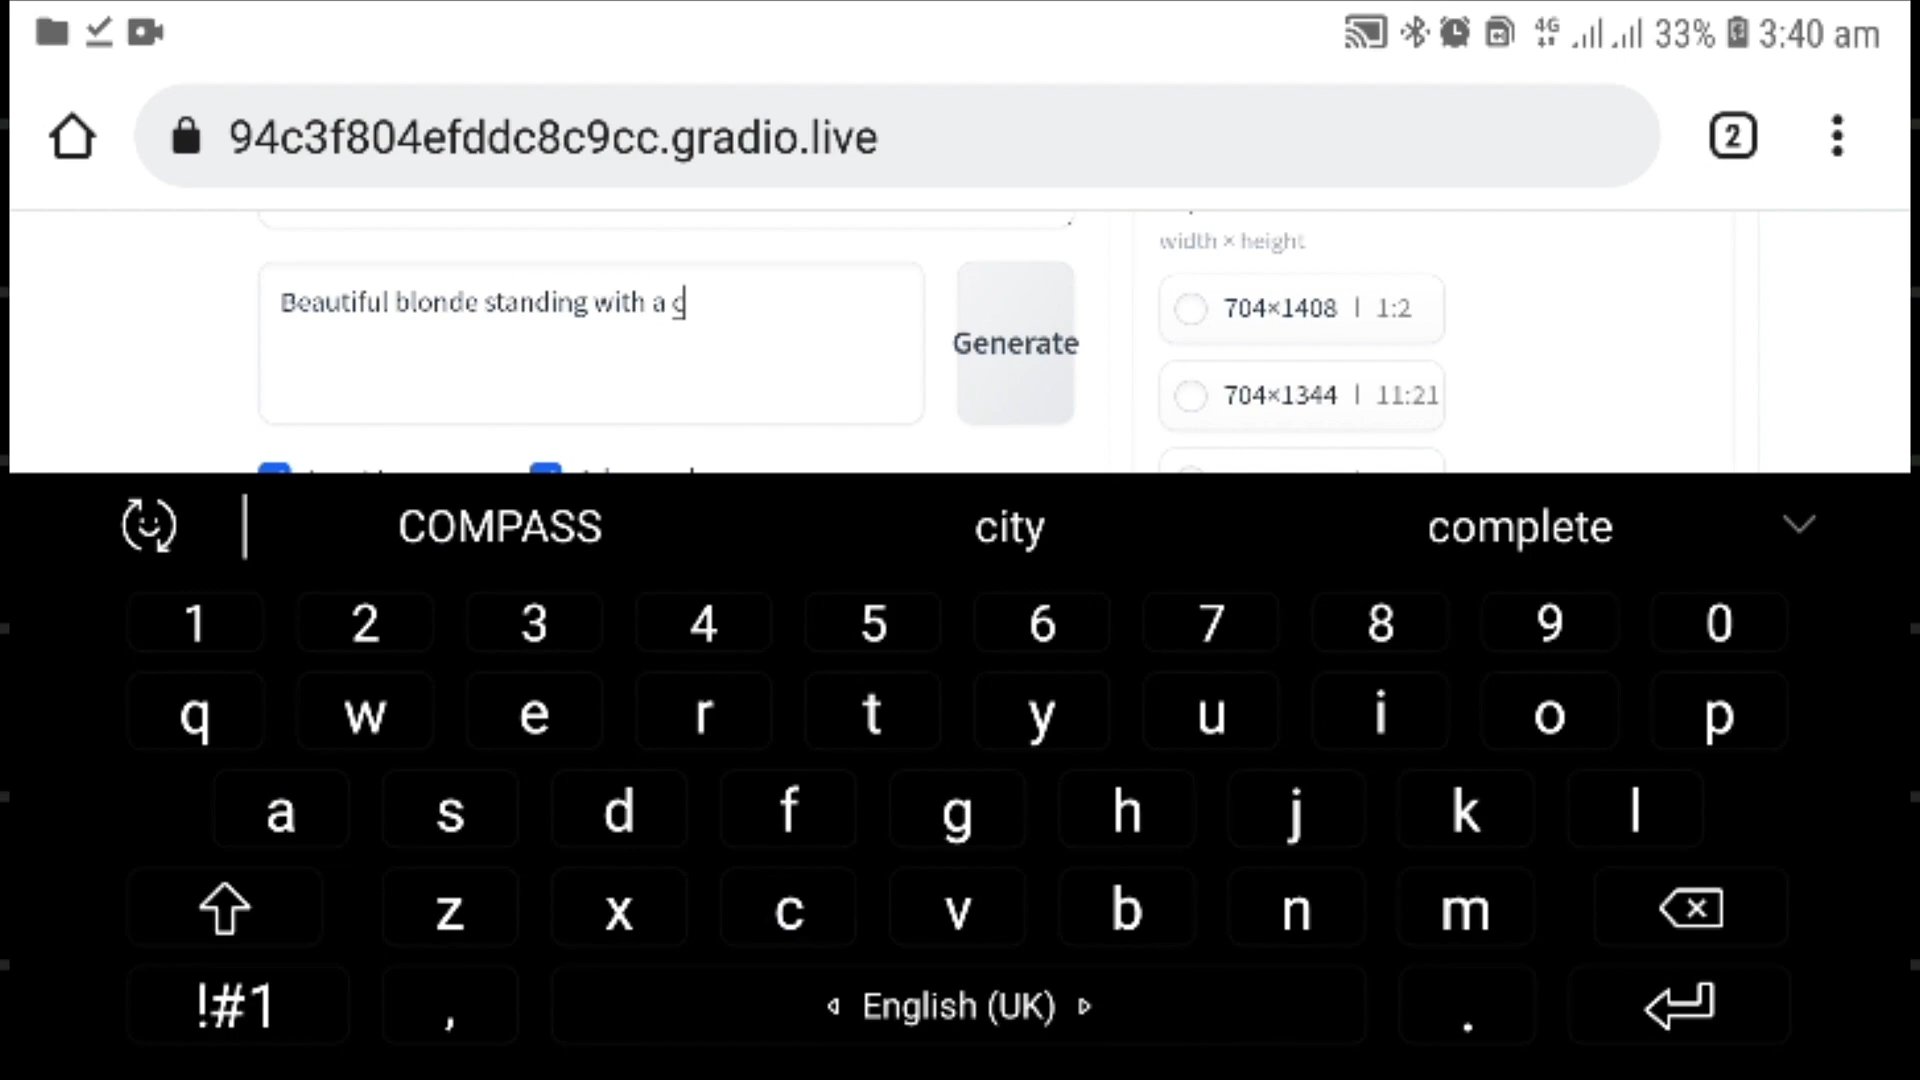 4G 33% 3:40 am
94c3f804efddc8c9cc.gradio.live 2
width × height
Beautiful blonde standing with a c
Generate
704×1408 | 1:2
704×1344 | 11:21
COMPASS city complete
1 2 3 4 5 6 7 8 9 0
q w e r t y u i o p
a s d f g h j k l
z x c v b n m
!#1 , English (UK) .